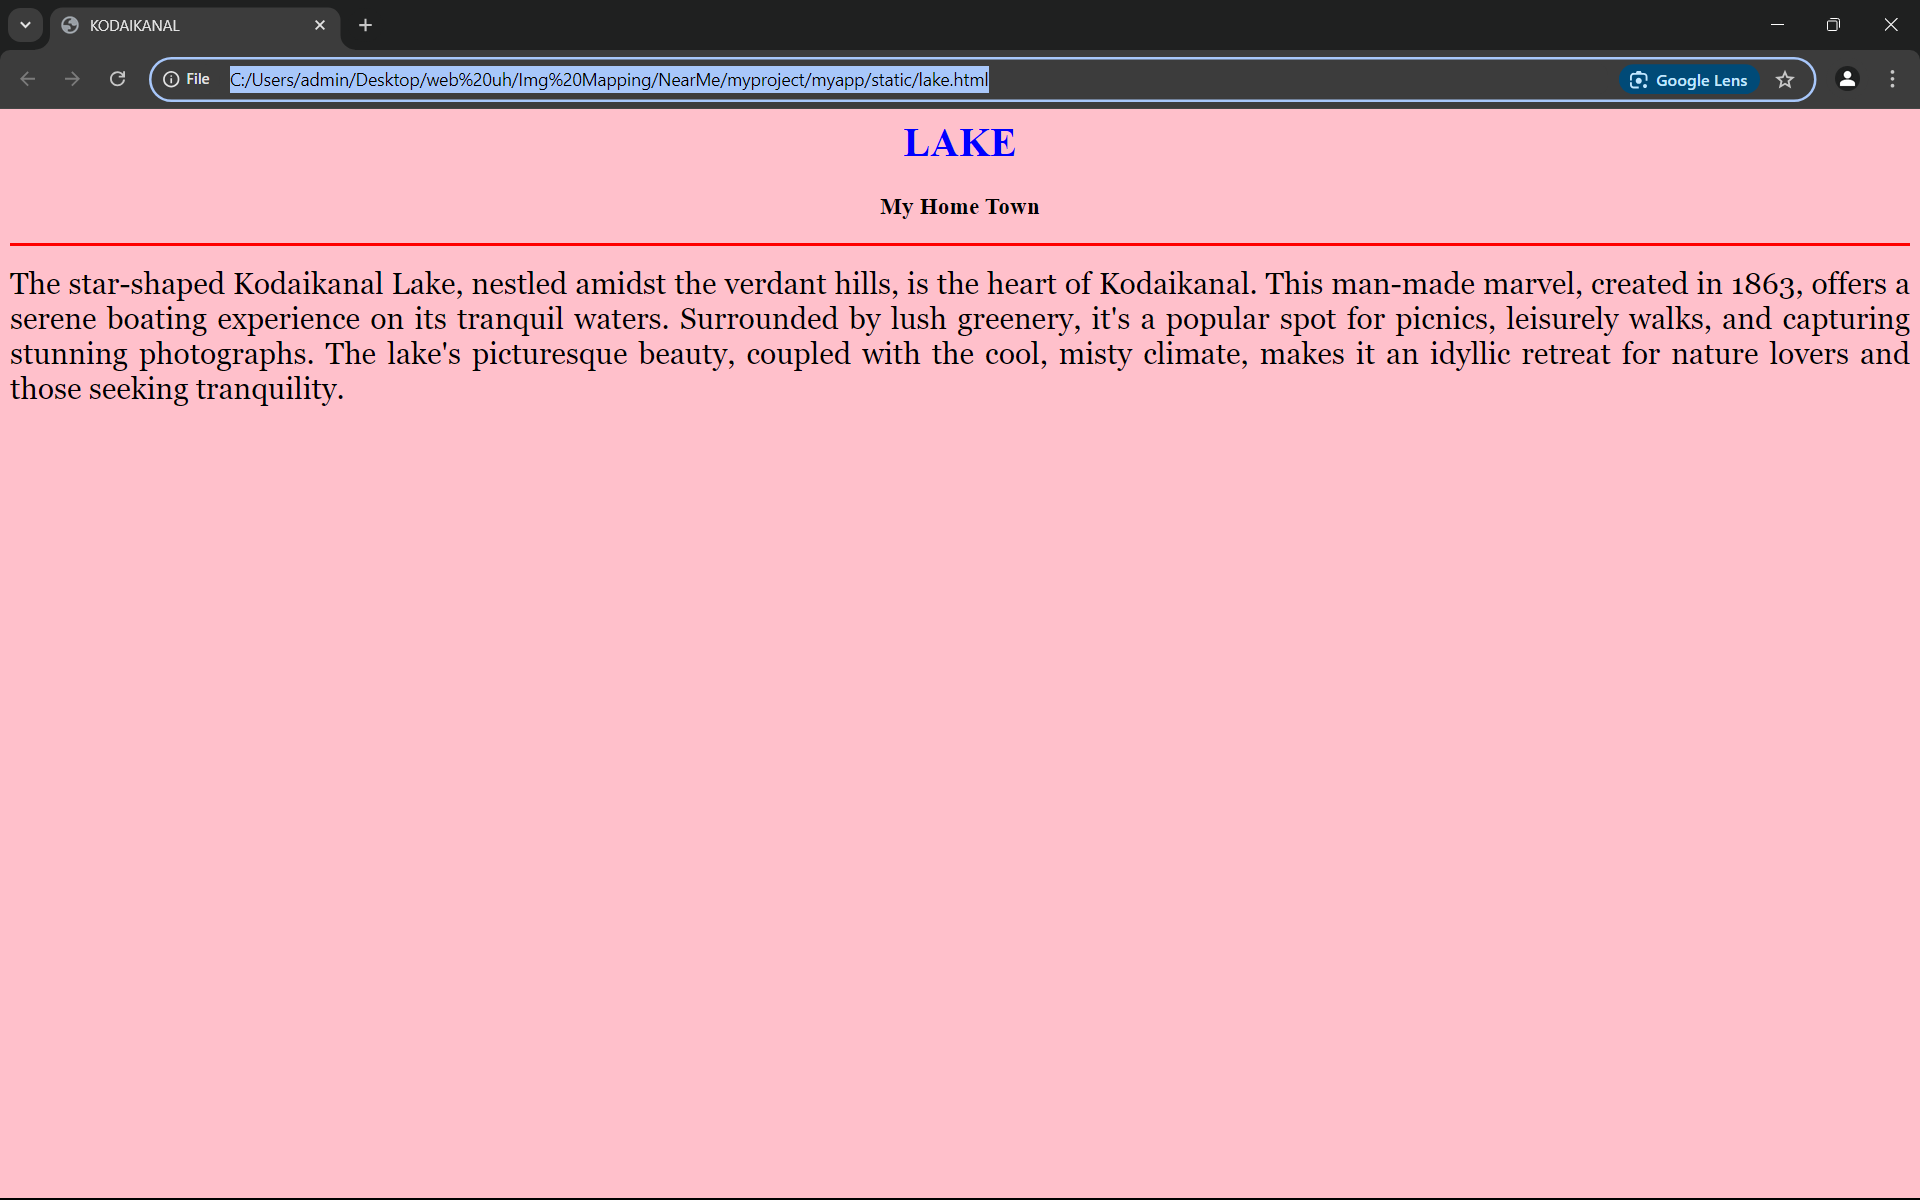 KODAIKANAL
File C:/Users/admin/Desktop/web%20uh/Img%20Mapping/NearMe/myproject/myapp/static/lake.html Google Lens
LAKE
My Home Town
The star-shaped Kodaikanal Lake, nestled amidst the verdant hills, is the heart of Kodaikanal. This man-made marvel, created in 1863, offers a
serene boating experience on its tranquil waters. Surrounded by lush greenery, it's a popular spot for picnics, leisurely walks, and capturing
stunning photographs. The lake's picturesque beauty, coupled with the cool, misty climate, makes it an idyllic retreat for nature lovers and
those seeking tranquility.